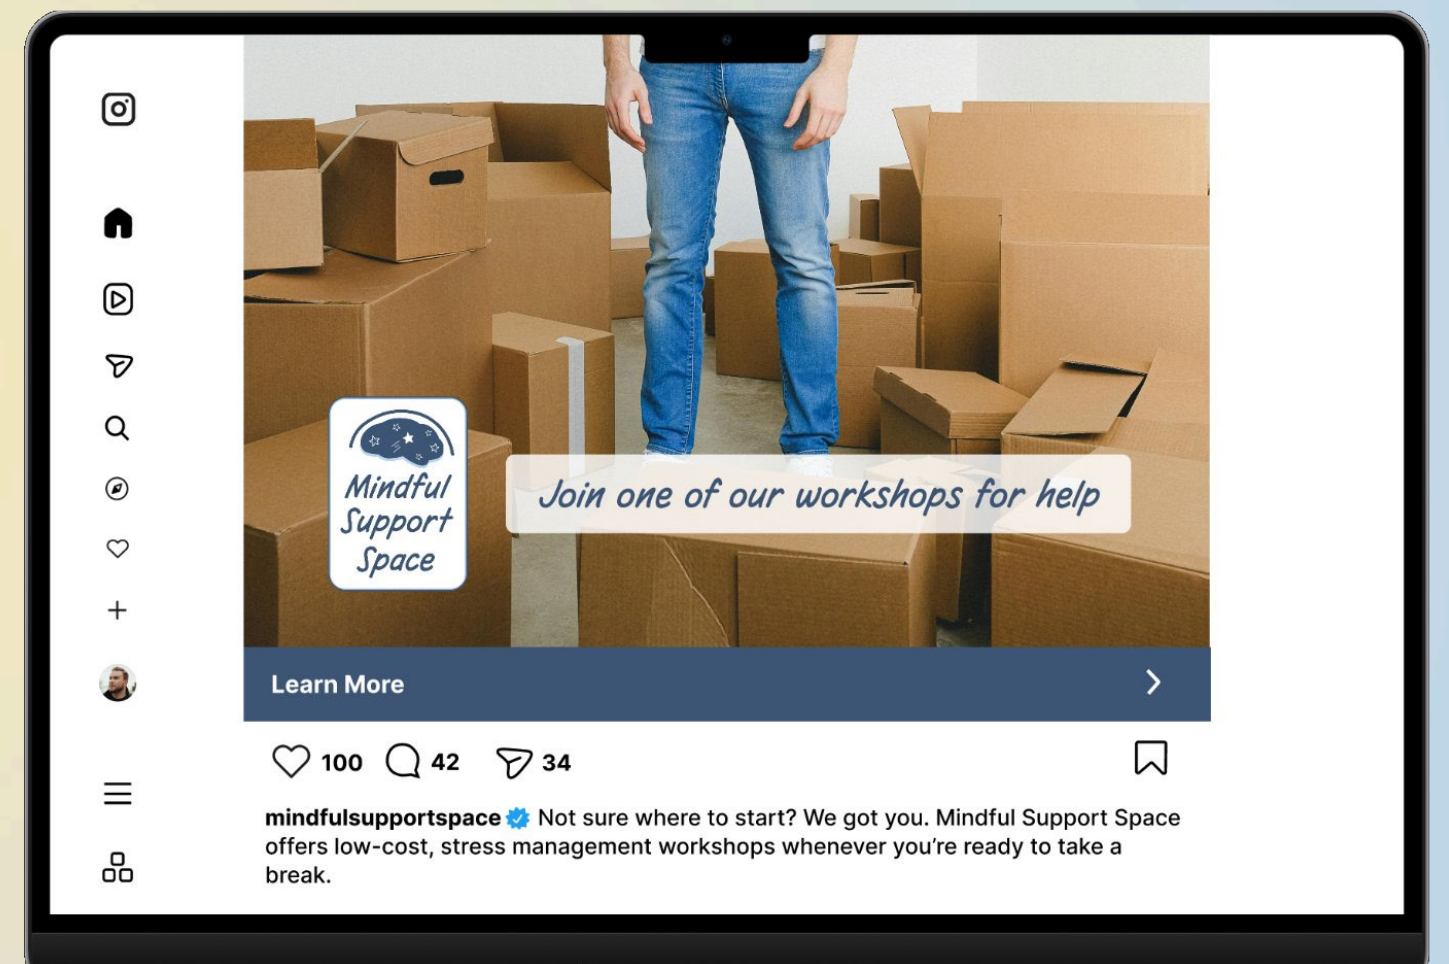 Mindful
Support
Space
Join one of our workshops for help
Learn More
100 42 34
mindfulsupportspace Not sure where to start? We got you. Mindful Support Space
offers low-cost, stress management workshops whenever you’re ready to take a
break.